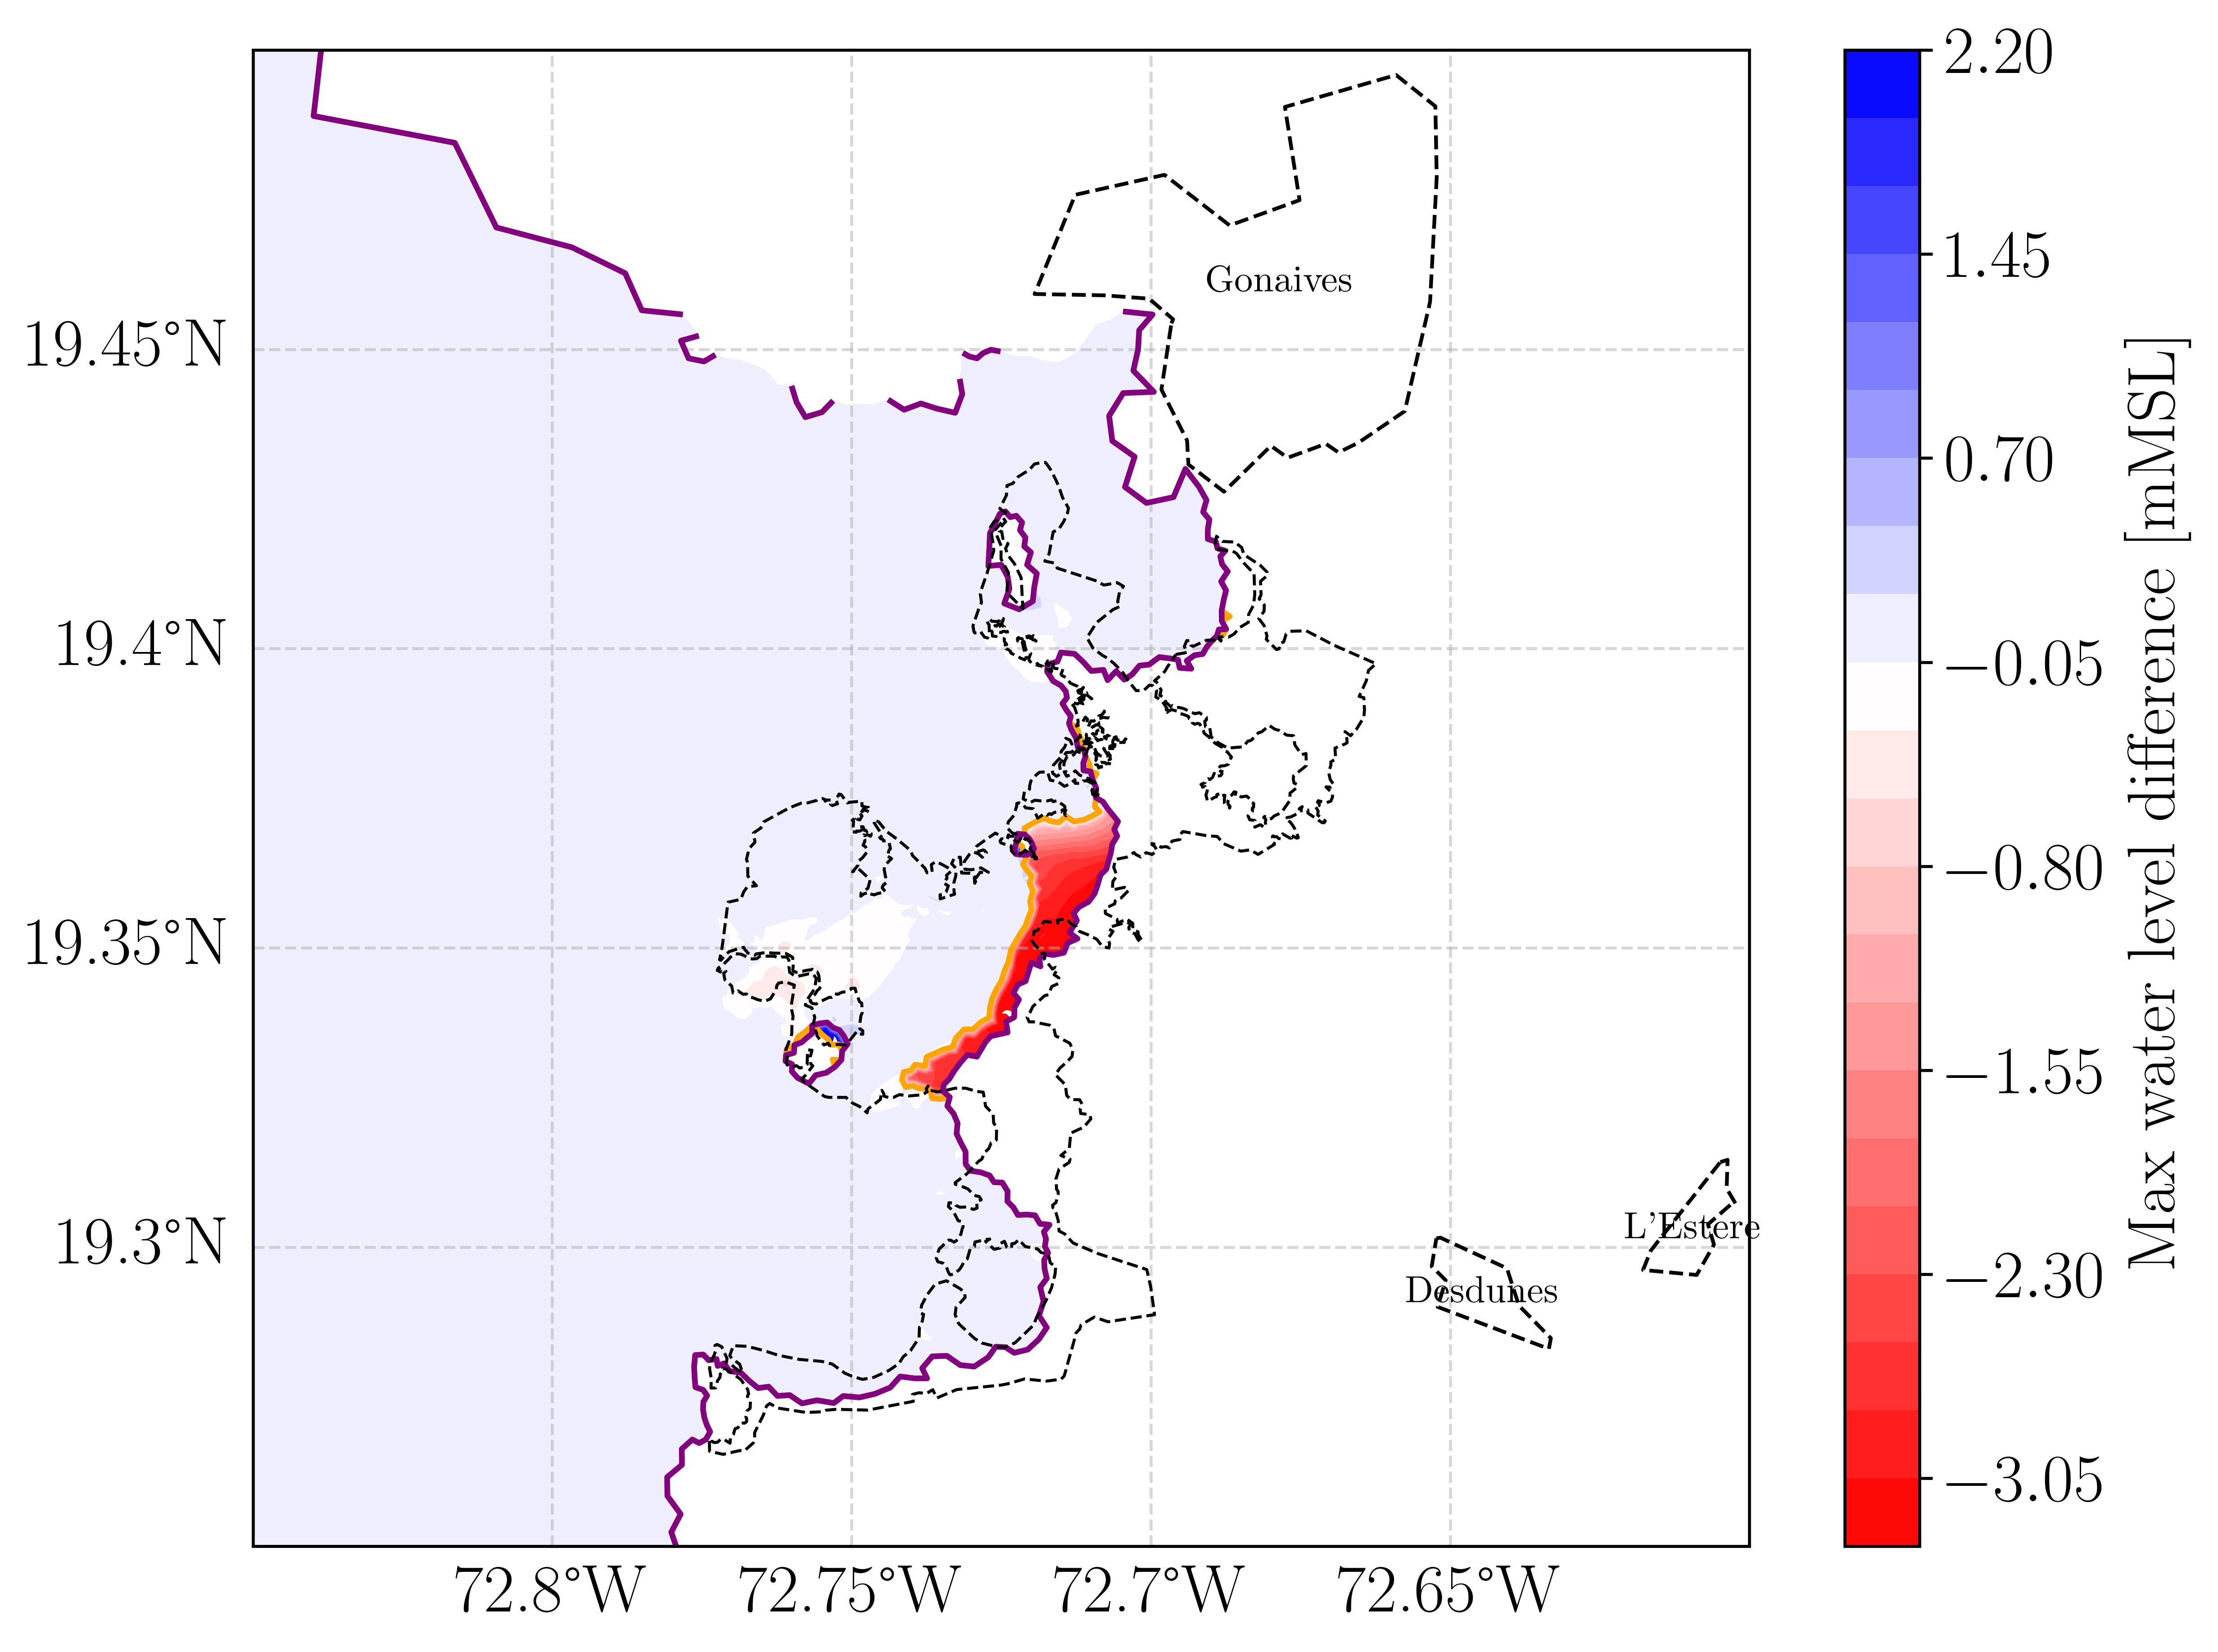 2.20
1.45
0.70
−0.05
−0.80
−1.55
−2.30
−3.05
Max water level difference [mMSL]
19.45°N
19.4°N
19.35°N
19.3°N
72.8°W
72.75°W
72.7°W
72.65°W
Gonaives
L'Estere
Desdunes